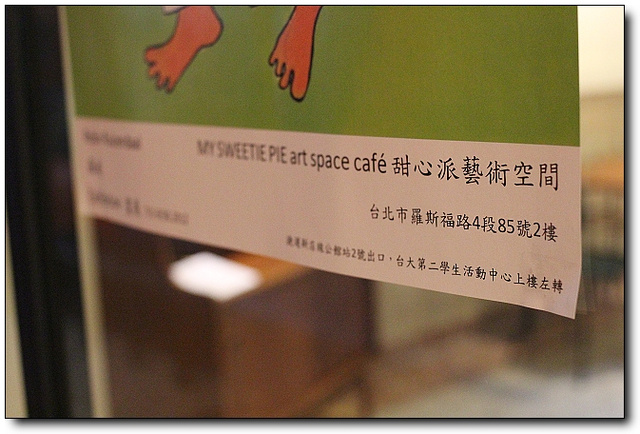 MY SWEETIE PIE art space café 甜心派藝術空間
台北市羅斯福路4段85號2樓
捷運新店線公館站2號出口，台大第二學生活動中心上樓左轉